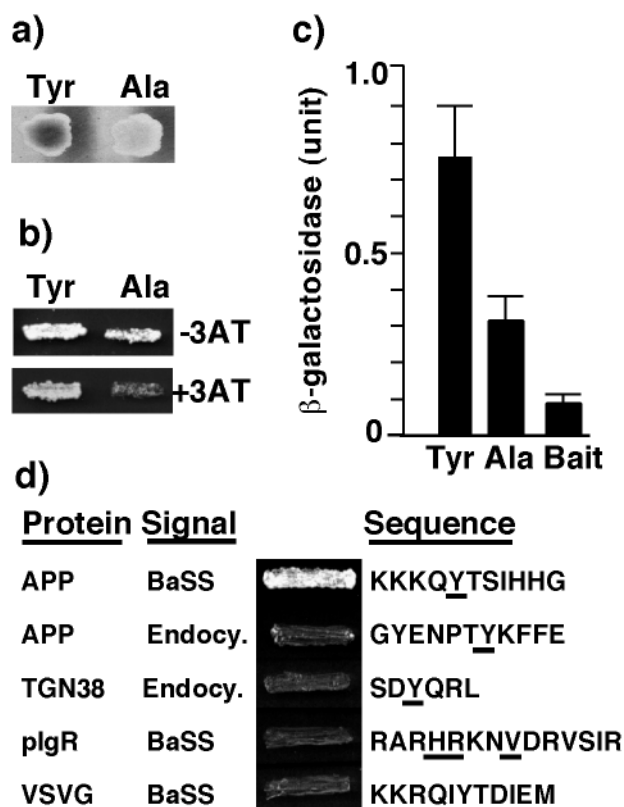 a)
Tyr Ala
b)
Tyr Ala
-3AT
+3AT
c)
β-galactosidase (unit)
1.0
0.5
0
Tyr Ala Bait
d)
Protein Signal Sequence
APP BaSS KKKQYTSIHHG
APP Endocy. GYENPTYKFFE
TGN38 Endocy. SDYQRL
pIgR BaSS RARHRKNVDRVSIR
VSVG BaSS KKRQIYTDIEM